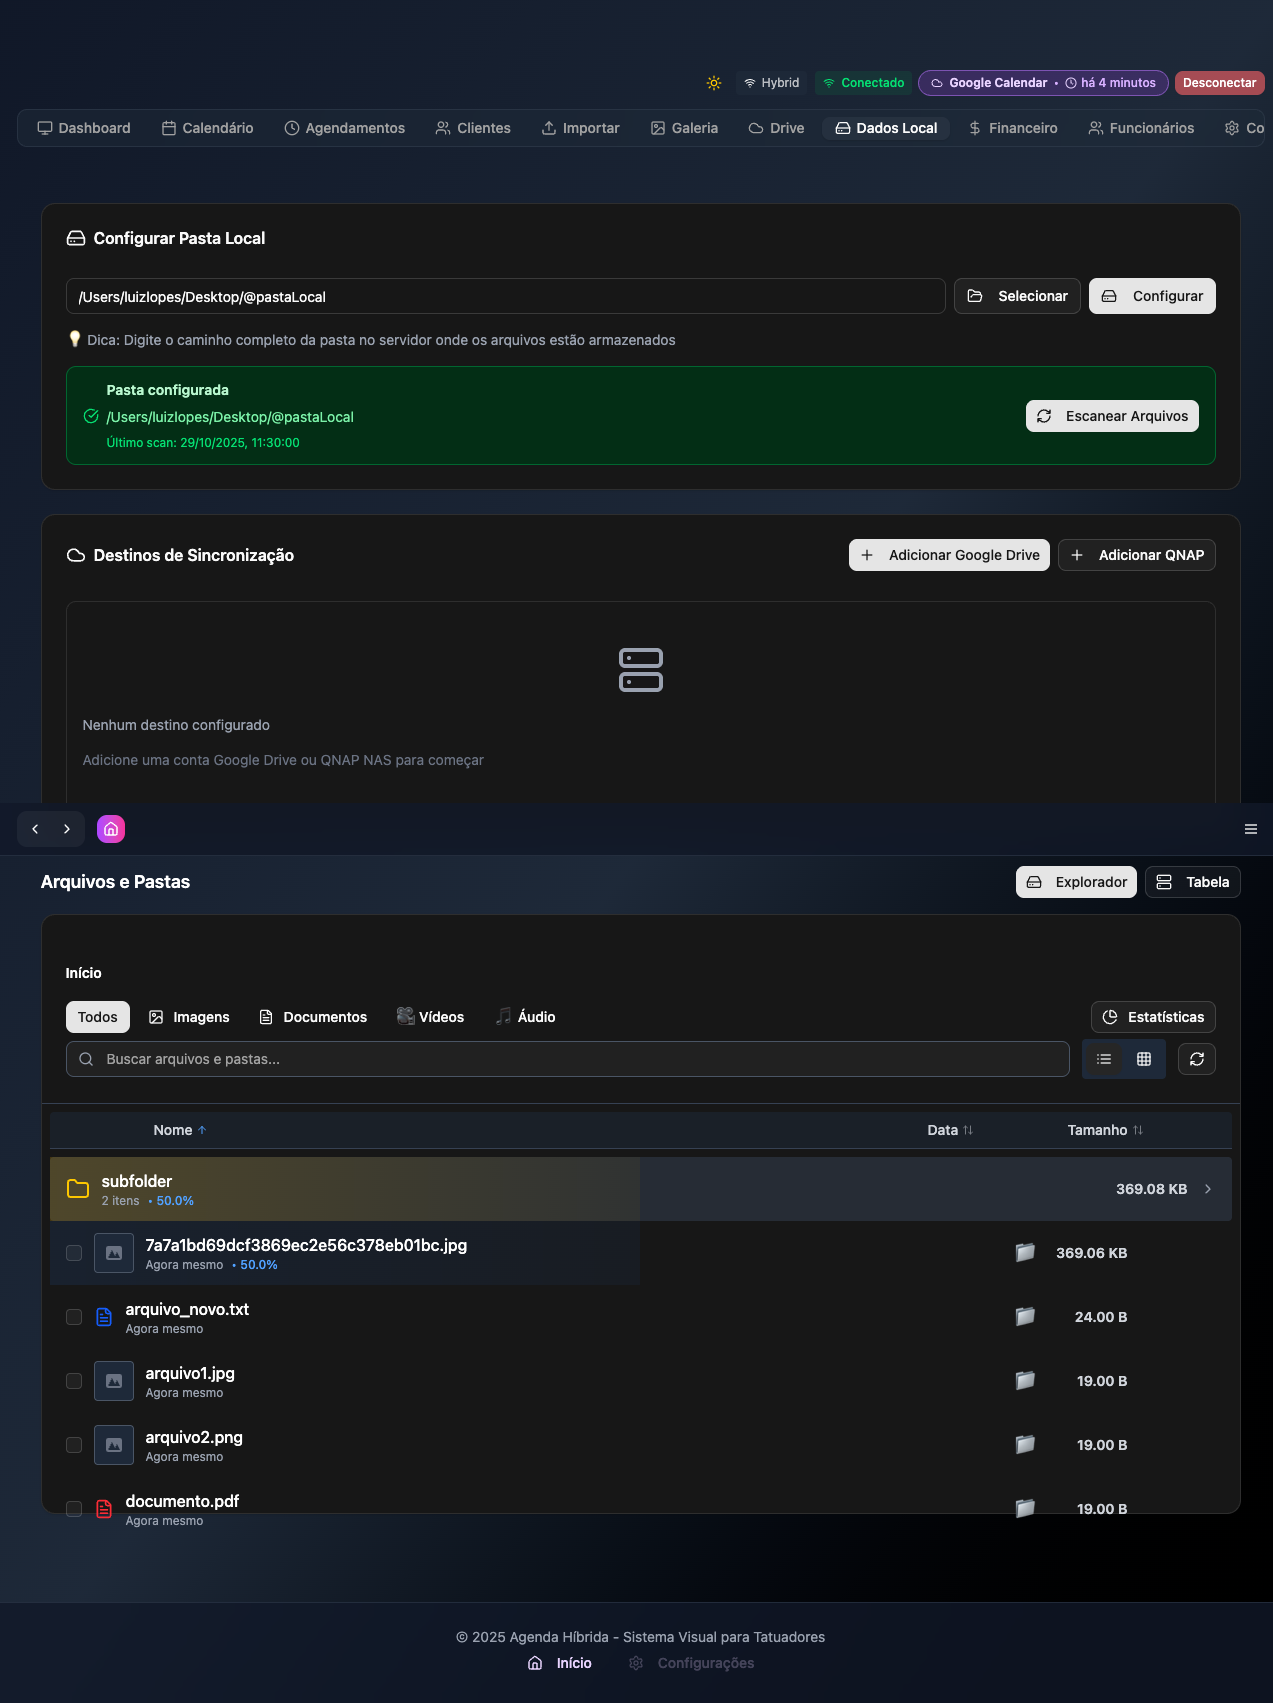 Hybrid
Conectado
Google Calendar • há 4 minutos
Desconectar
Dashboard
Calendário
Agendamentos
Clientes
Importar
Galeria
Drive
Dados Local
Financeiro
Funcionários
Co
Configurar Pasta Local
/Users/luizlopes/Desktop/@pastaLocal
Selecionar
Configurar
Dica: Digite o caminho completo da pasta no servidor onde os arquivos estão armazenados
Pasta configurada
/Users/luizlopes/Desktop/@pastaLocal
Último scan: 29/10/2025, 11:30:00
Escanear Arquivos
Destinos de Sincronização
Adicionar Google Drive
Adicionar QNAP
Nenhum destino configurado
Adicione uma conta Google Drive ou QNAP NAS para começar
Arquivos e Pastas
Explorador
Tabela
Início
Todos
Imagens
Documentos
Vídeos
Áudio
Estatísticas
Buscar arquivos e pastas...
Nome ↑
Data ↑↓
Tamanho ↑↓
subfolder
2 itens • 50.0%
369.08 KB
7a7a1bd69dcf3869ec2e56c378eb01bc.jpg
Agora mesmo • 50.0%
369.06 KB
arquivo_novo.txt
Agora mesmo
24.00 B
arquivo1.jpg
Agora mesmo
19.00 B
arquivo2.png
Agora mesmo
19.00 B
documento.pdf
Agora mesmo
19.00 B
© 2025 Agenda Híbrida - Sistema Visual para Tatuadores
Início
Configurações